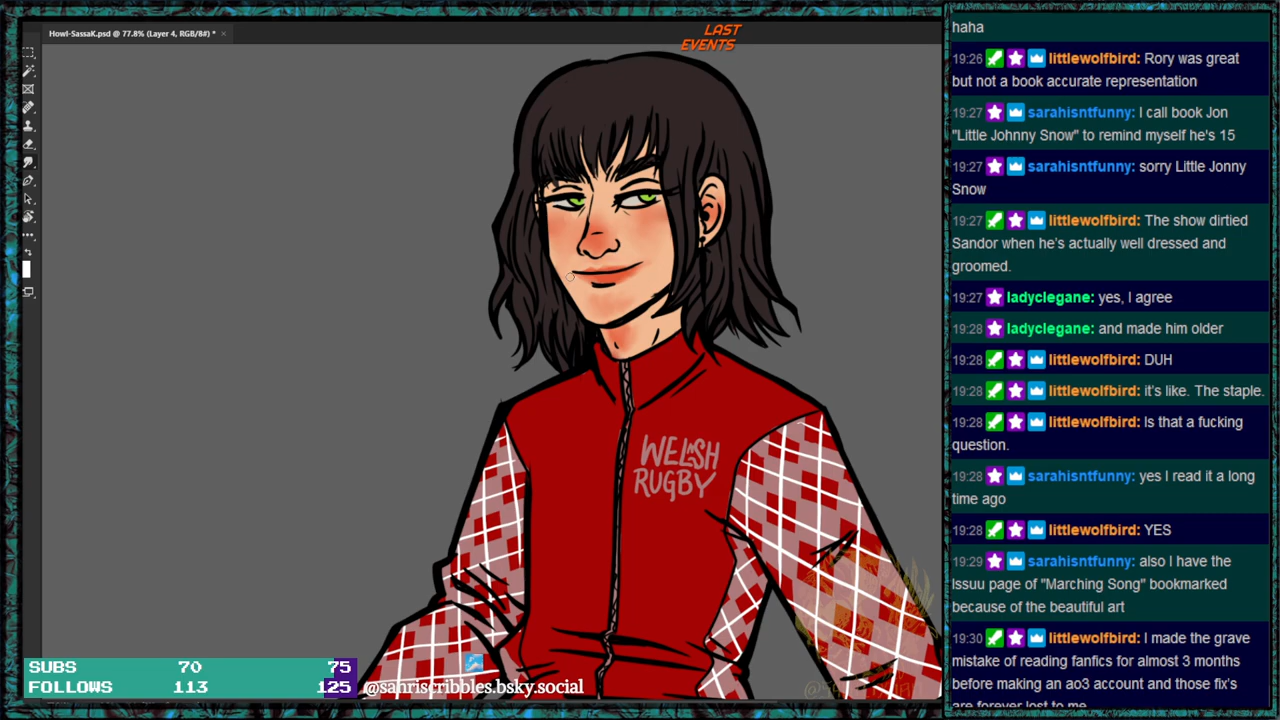 Howl-SassaK.psd @ 77.8% (Layer 4, RGB/8#) *
LAST
EVENTS
WELSH
RUGBY
SUBS 70 75
FOLLOWS 113 125
@sahriscribbles.bsky.social
haha
19:26 littlewolfbird: Rory was great
but not a book accurate representation
19:27 sarahisntfunny: I call book Jon
"Little Johnny Snow" to remind myself he's 15
19:27 sarahisntfunny: sorry Little Jonny
Snow
19:27 littlewolfbird: The show dirtied
Sandor when he's actually well dressed and
groomed.
19:27 ladyclegane: yes, I agree
19:28 ladyclegane: and made him older
19:28 littlewolfbird: DUH
19:28 littlewolfbird: it's like. The staple.
19:28 littlewolfbird: Is that a fucking
question.
19:28 sarahisntfunny: yes I read it a long
time ago
19:28 littlewolfbird: YES
19:29 sarahisntfunny: also I have the
Issuu page of "Marching Song" bookmarked
because of the beautiful art
19:30 littlewolfbird: I made the grave
mistake of reading fanfics for almost 3 months
before making an ao3 account and those
are forever lost to me